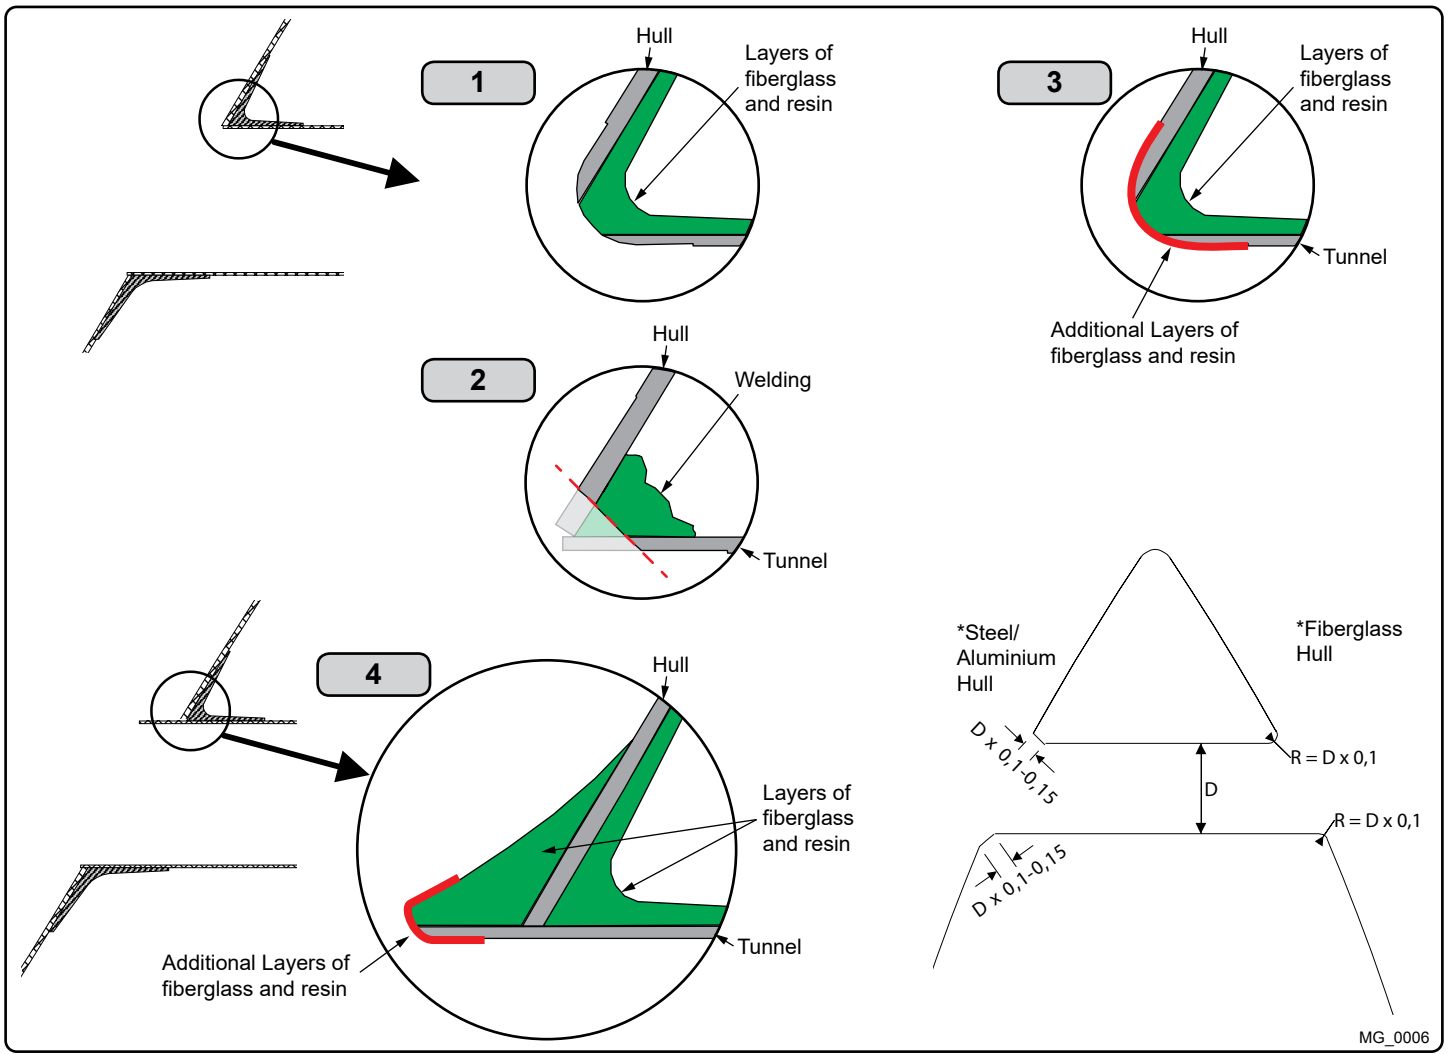 1
Hull
Layers of
fiberglass
and resin
3
Hull
Layers of
fiberglass
and resin
Tunnel
Additional Layers of
fiberglass and resin
2
Hull
Welding
Tunnel
4
Hull
Layers of
fiberglass
and resin
Tunnel
Additional Layers of
fiberglass and resin
*Steel/
Aluminium
Hull
*Fiberglass
Hull
D x 0,1-0,15
R = D x 0,1
D
R = D x 0,1
D x 0,1-0,15
MG_0006